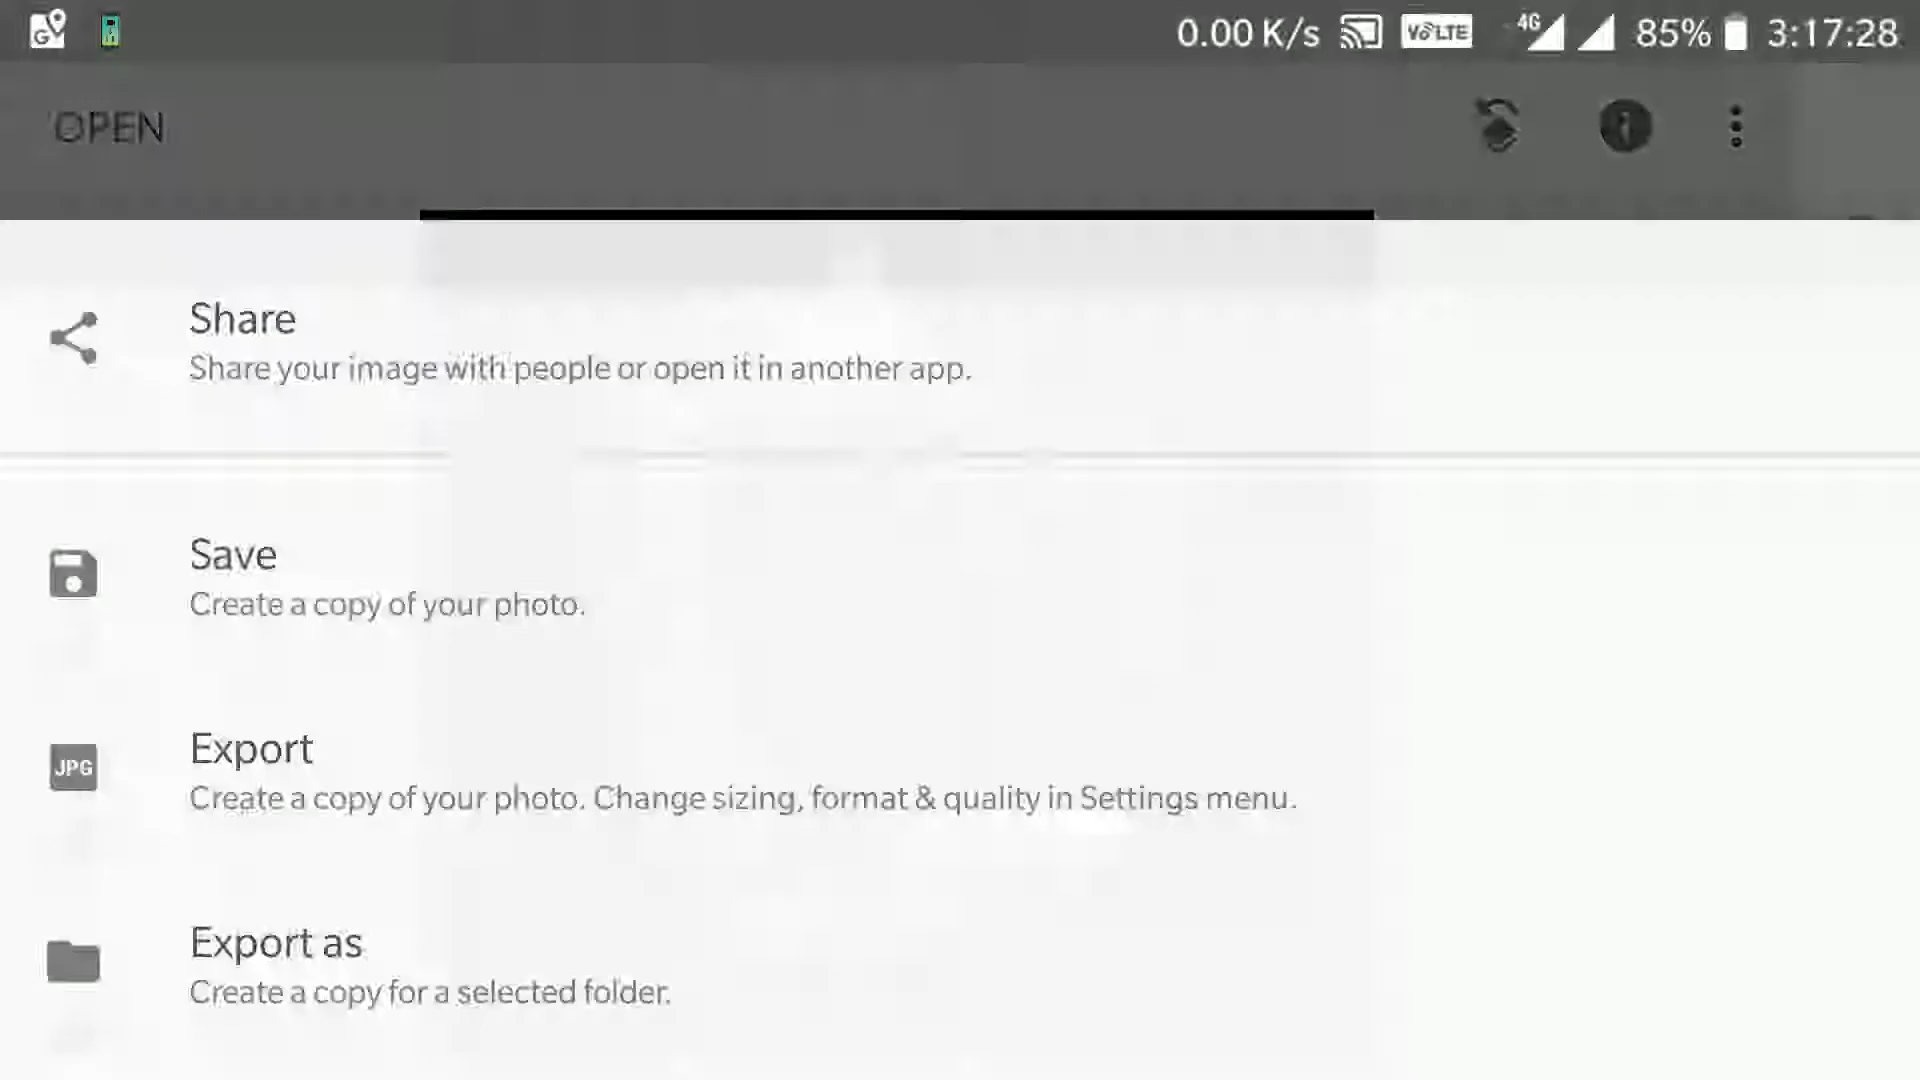 0.00 K/s VoLTE 4G 85% 3:17:28
OPEN
Share
Share your image with people or open it in another app.
Save
Create a copy of your photo.
JPG
Export
Create a copy of your photo. Change sizing, format & quality in Settings menu.
Export as
Create a copy for a selected folder.